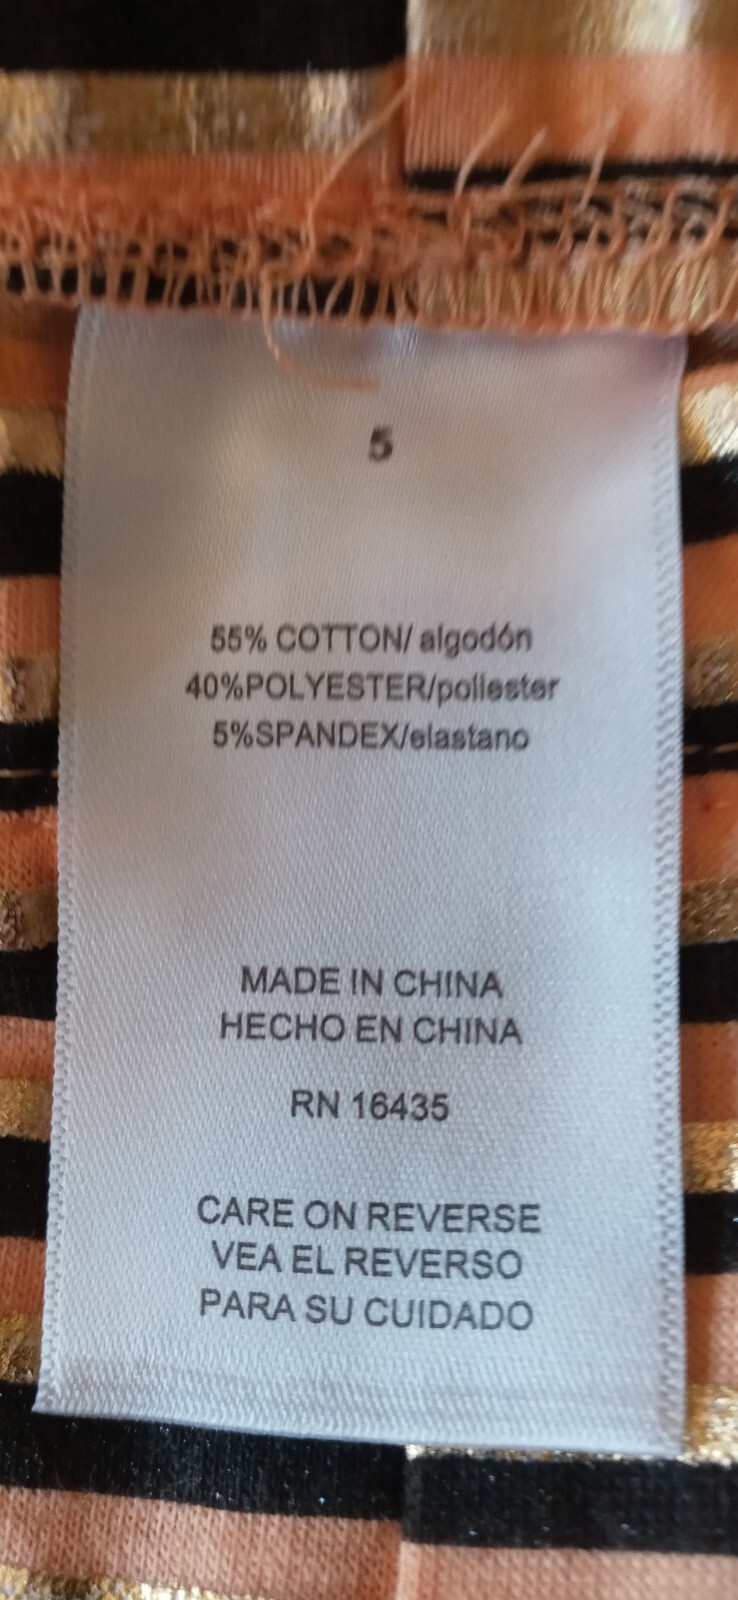 5
55% COTTON/ algodón
40%POLYESTER/poliester
5%SPANDEX/elastano
MADE IN CHINA
HECHO EN CHINA
RN 16435
CARE ON REVERSE
VEA EL REVERSO
PARA SU CUIDADO